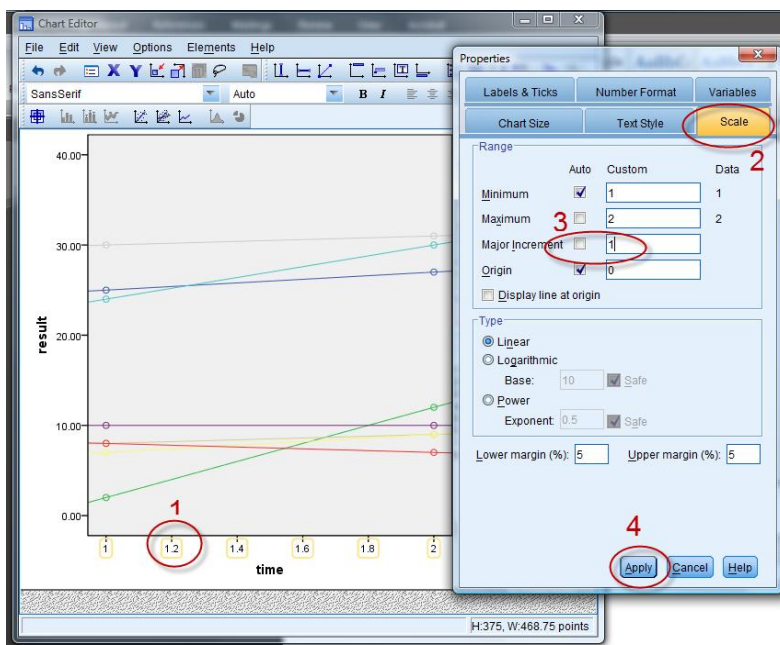 Chart Editor
File Edit View Options Elements Help
X Y
SansSerif Auto B I
40.00
30.00
20.00
10.00
0.00
result
1
1 1.2 1.4 1.6 1.8 2
time
H:375, W:468.75 points
Properties
Labels & Ticks Number Format Variables
Chart Size Text Style Scale
2
Range
Auto Custom Data
Minimum 1 1
Maximum 2 2
3
Major Increment 1
Origin 0
Display line at origin
Type
Linear
Logarithmic
Base: 10 Safe
Power
Exponent: 0.5 Safe
Lower margin (%): 5 Upper margin (%): 5
4
Apply Cancel Help